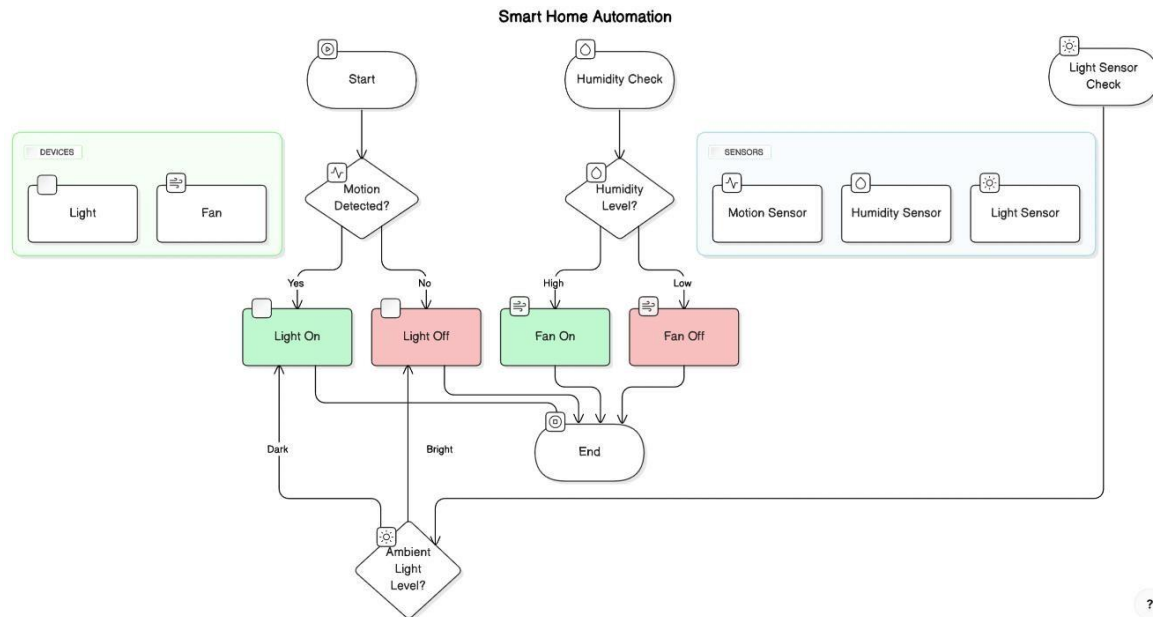 Smart Home Automation
Start
Humidity Check
Light Sensor
Check
DEVICES
Light
Fan
Motion
Detected?
Humidity
Level?
SENSORS
Motion Sensor
Humidity Sensor
Light Sensor
Yes
No
High
Low
Light On
Light Off
Fan On
Fan Off
Dark
Bright
End
Ambient
Light
Level?
?